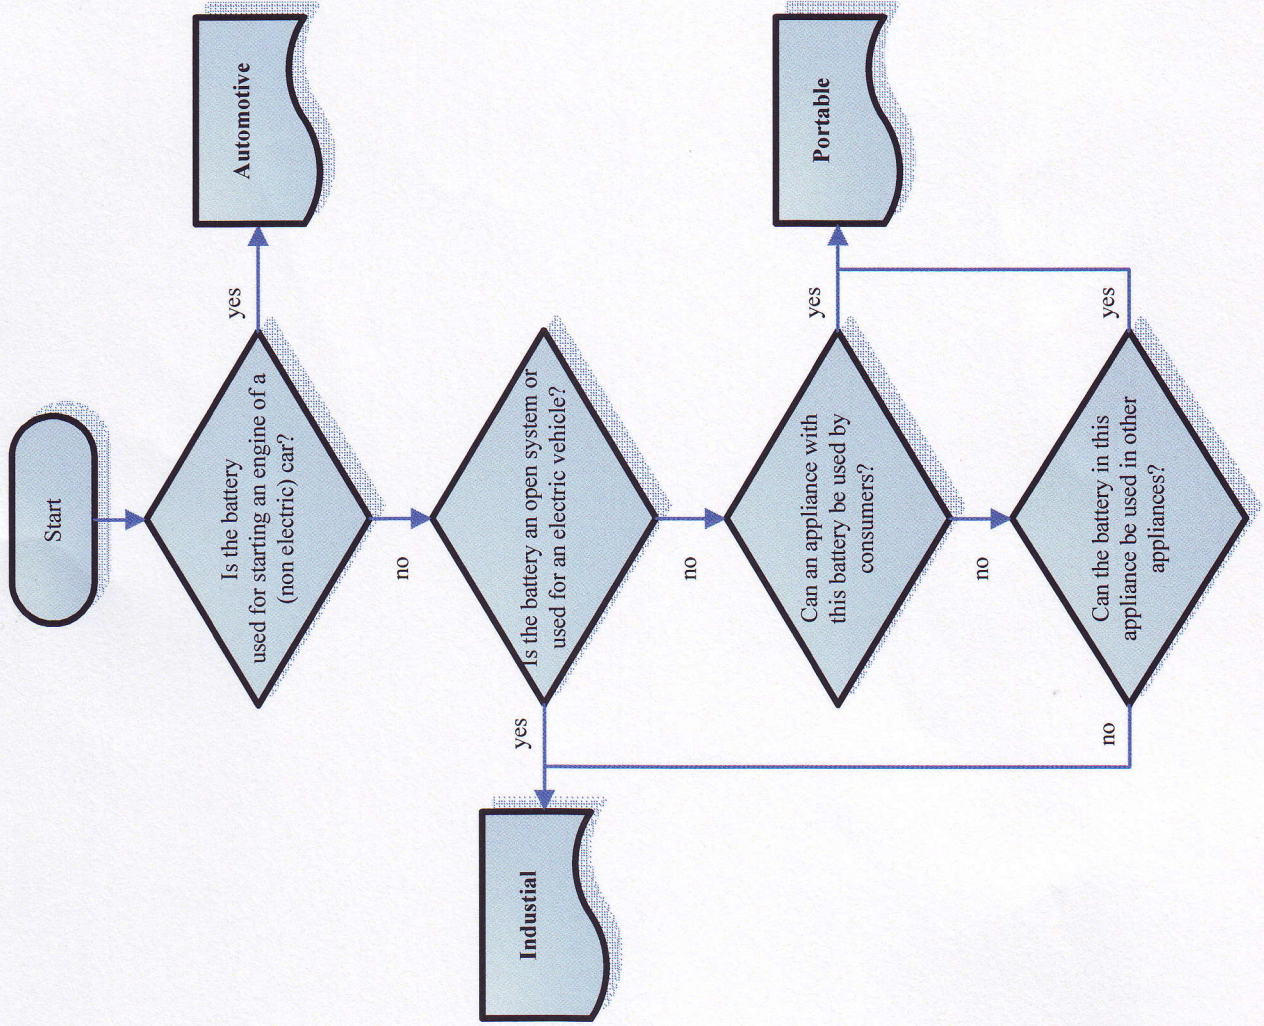 Start
Is the battery
used for starting an engine of a
(non electric) car?
yes
Automotive
no
Is the battery an open system or
used for an electric vehicle?
yes
Industial
no
Can an appliance with
this battery be used by
consumers?
yes
Portable
no
Can the battery in this
appliance be used in other
appliances?
yes
no